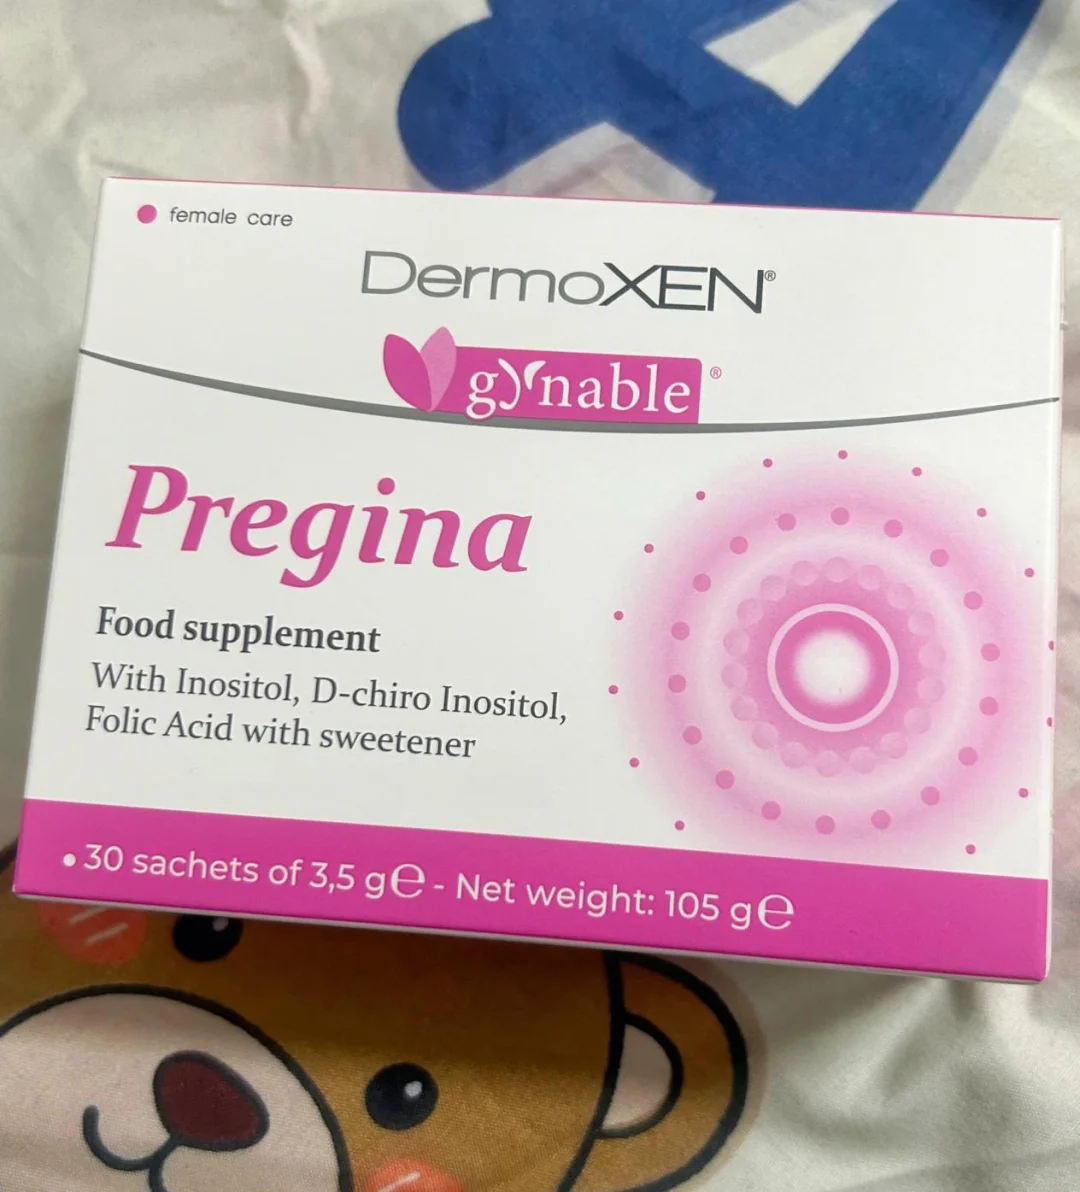 female care
DermoXEN®
gynable®
Pregina
Food supplement
With Inositol, D-chiro Inositol,
Folic Acid with sweetener
• 30 sachets of 3,5 g℮ - Net weight: 105 g℮